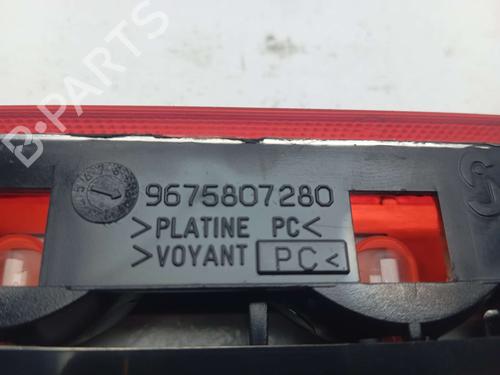 9675807280
>PLATINE PC<
>VOYANT PC<
B-PARTS